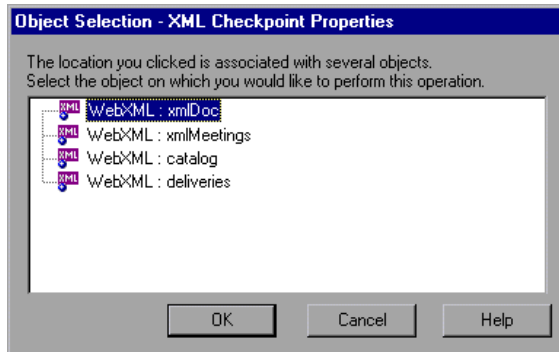 Object Selection - XML Checkpoint Properties
The location you clicked is associated with several objects.
Select the object on which you would like to perform this operation.
XML WebXML : xmlDoc
XML WebXML : xmlMeetings
XML WebXML : catalog
XML WebXML : deliveries
OK Cancel Help